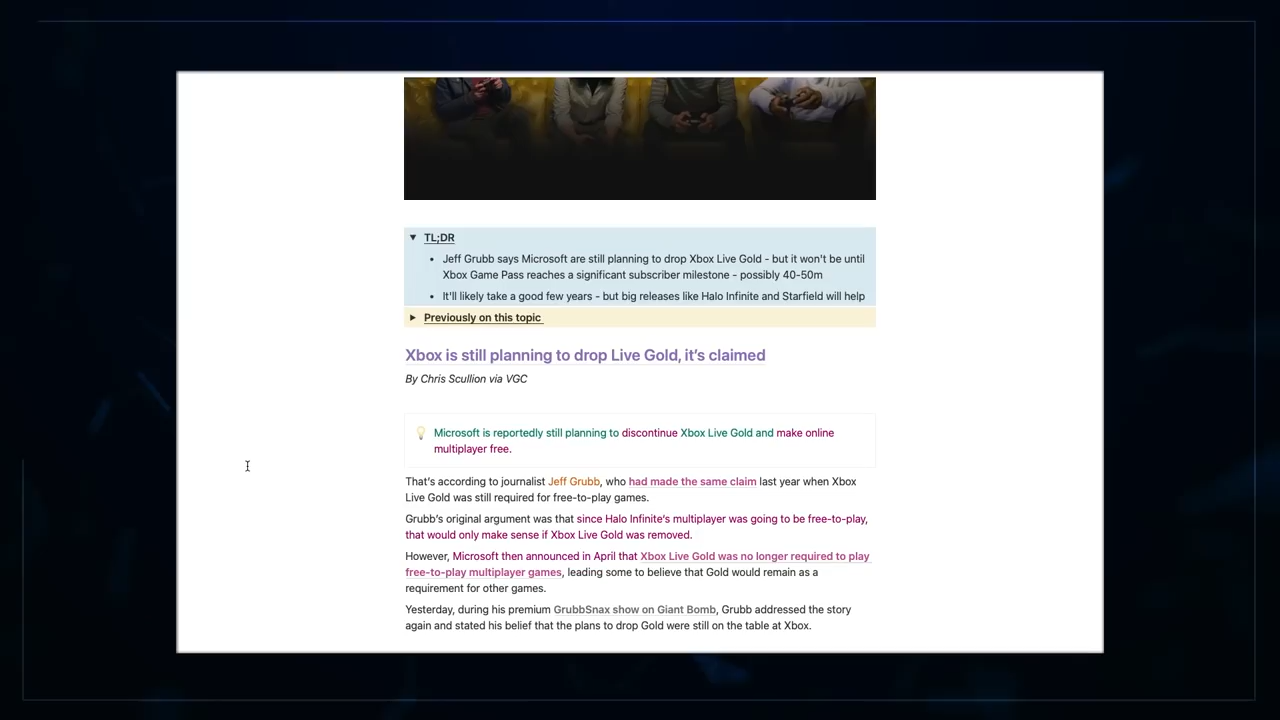 TL;DR
Jeff Grubb says Microsoft are still planning to drop Xbox Live Gold - but it won't be until
Xbox Game Pass reaches a significant subscriber milestone - possibly 40-50m
It'll likely take a good few years - but big releases like Halo Infinite and Starfield will help
Previously on this topic
Xbox is still planning to drop Live Gold, it’s claimed
By Chris Scullion via VGC
Microsoft is reportedly still planning to discontinue Xbox Live Gold and make online
multiplayer free.
That’s according to journalist Jeff Grubb, who had made the same claim last year when Xbox
Live Gold was still required for free-to-play games.
Grubb’s original argument was that since Halo Infinite’s multiplayer was going to be free-to-play,
that would only make sense if Xbox Live Gold was removed.
However, Microsoft then announced in April that Xbox Live Gold was no longer required to play
free-to-play multiplayer games, leading some to believe that Gold would remain as a
requirement for other games.
Yesterday, during his premium GrubbSnax show on Giant Bomb, Grubb addressed the story
again and stated his belief that the plans to drop Gold were still on the table at Xbox.